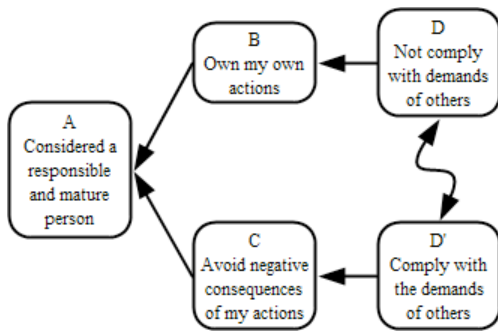 A
Considered a
responsible
and mature
person
B
Own my own
actions
D
Not comply
with demands
of others
C
Avoid negative
consequences
of my actions
D'
Comply with
the demands
of others